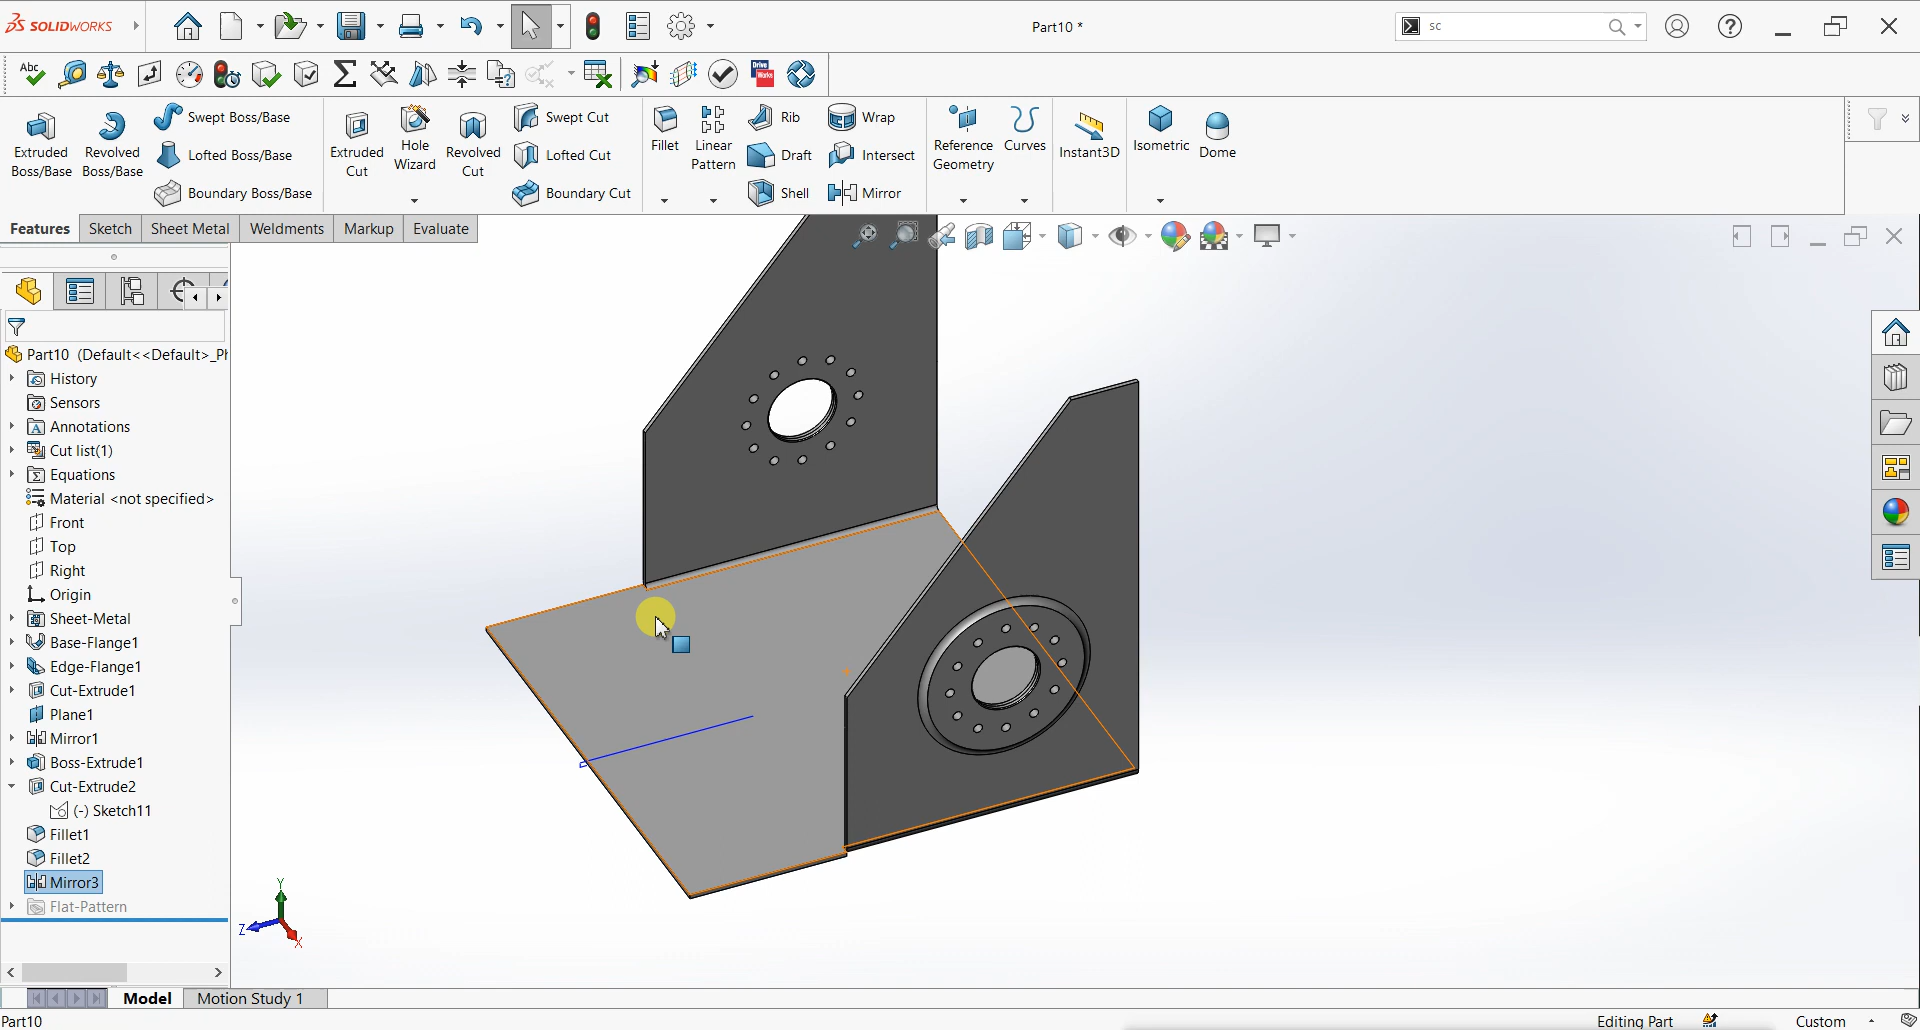 SOLIDWORKS
Part10 *
sc
Abc
Drive
Works
Extruded Boss/Base
Revolved Boss/Base
Swept Boss/Base
Lofted Boss/Base
Boundary Boss/Base
Extruded Cut
Hole Wizard
Revolved Cut
Swept Cut
Lofted Cut
Boundary Cut
Fillet
Linear Pattern
Rib
Draft
Shell
Wrap
Intersect
Mirror
Reference Geometry
Curves
Instant3D
Isometric
Dome
Features
Sketch
Sheet Metal
Weldments
Markup
Evaluate
Part10 (Default<<Default>_Ph
History
Sensors
Annotations
Cut list(1)
Equations
Material <not specified>
Front
Top
Right
Origin
Sheet-Metal
Base-Flange1
Edge-Flange1
Cut-Extrude1
Plane1
Mirror1
Boss-Extrude1
Cut-Extrude2
(-) Sketch11
Fillet1
Fillet2
Mirror3
Flat-Pattern
Y
Z
X
Model
Motion Study 1
Part10
Editing Part
Custom